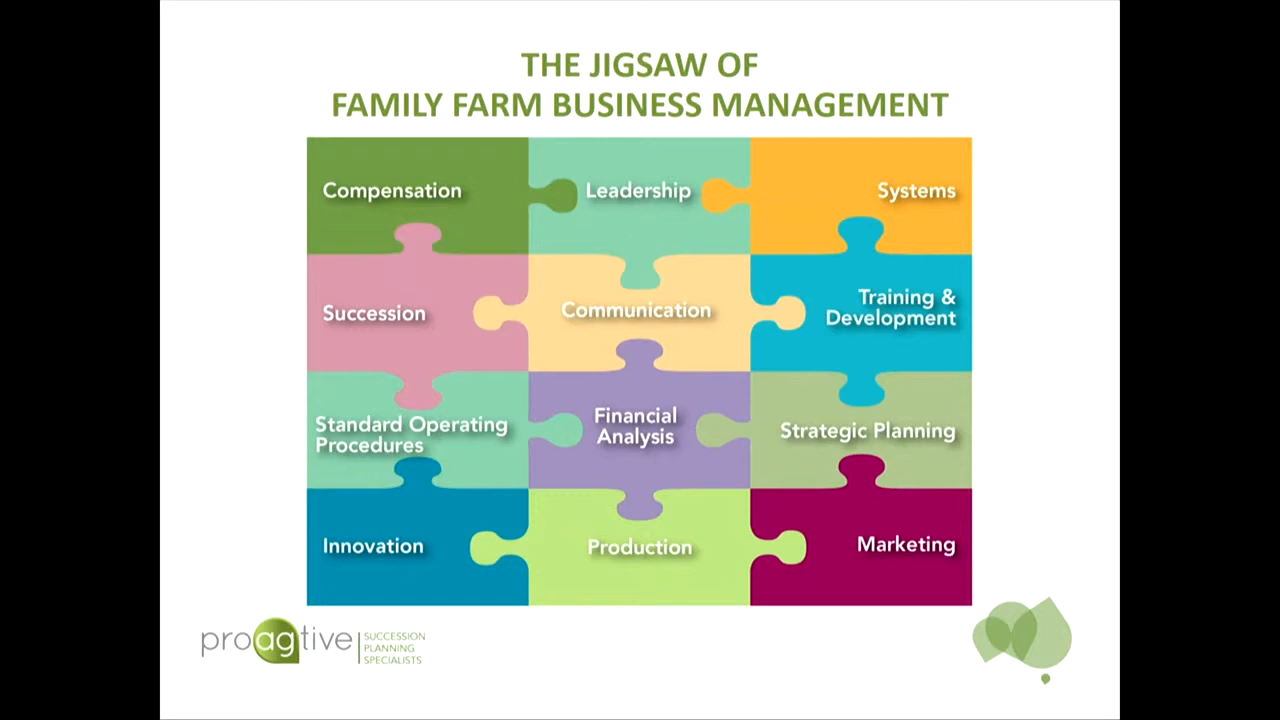 THE JIGSAW OF
FAMILY FARM BUSINESS MANAGEMENT
Compensation
Leadership
Systems
Succession
Communication
Training &
Development
Standard Operating
Procedures
Financial
Analysis
Strategic Planning
Innovation
Production
Marketing
proagtive
SUCCESSION
PLANNING
SPECIALISTS